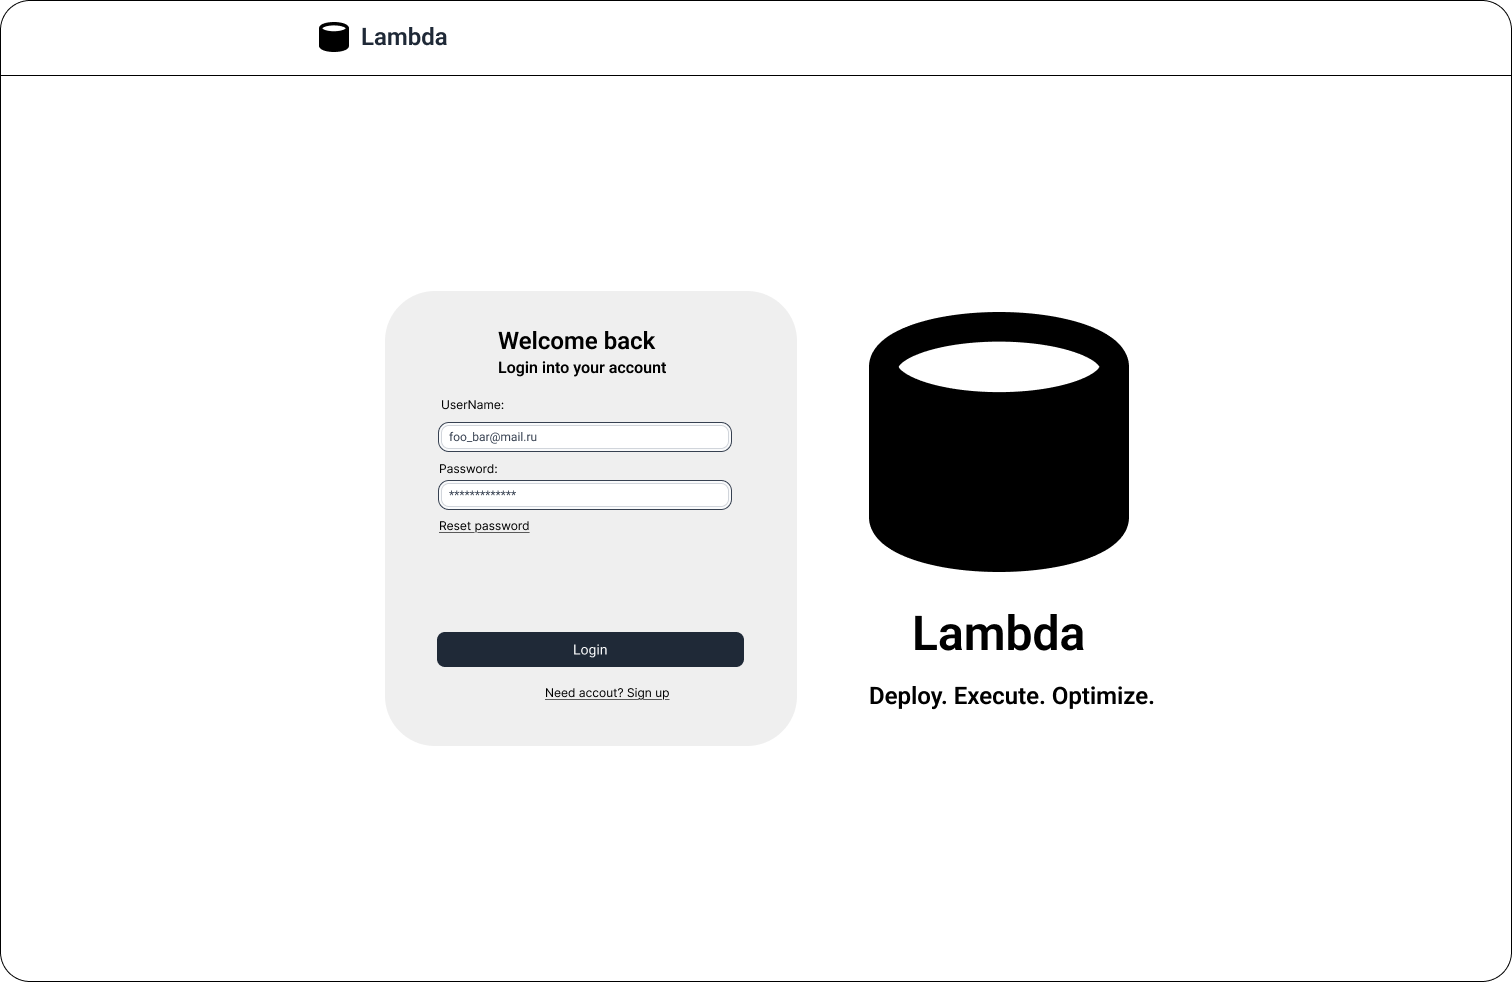 Lambda
Welcome back
Login into your account
UserName:
foo_bar@mail.ru
Password:
*************
Reset password
Login
Need accout? Sign up
Lambda
Deploy. Execute. Optimize.